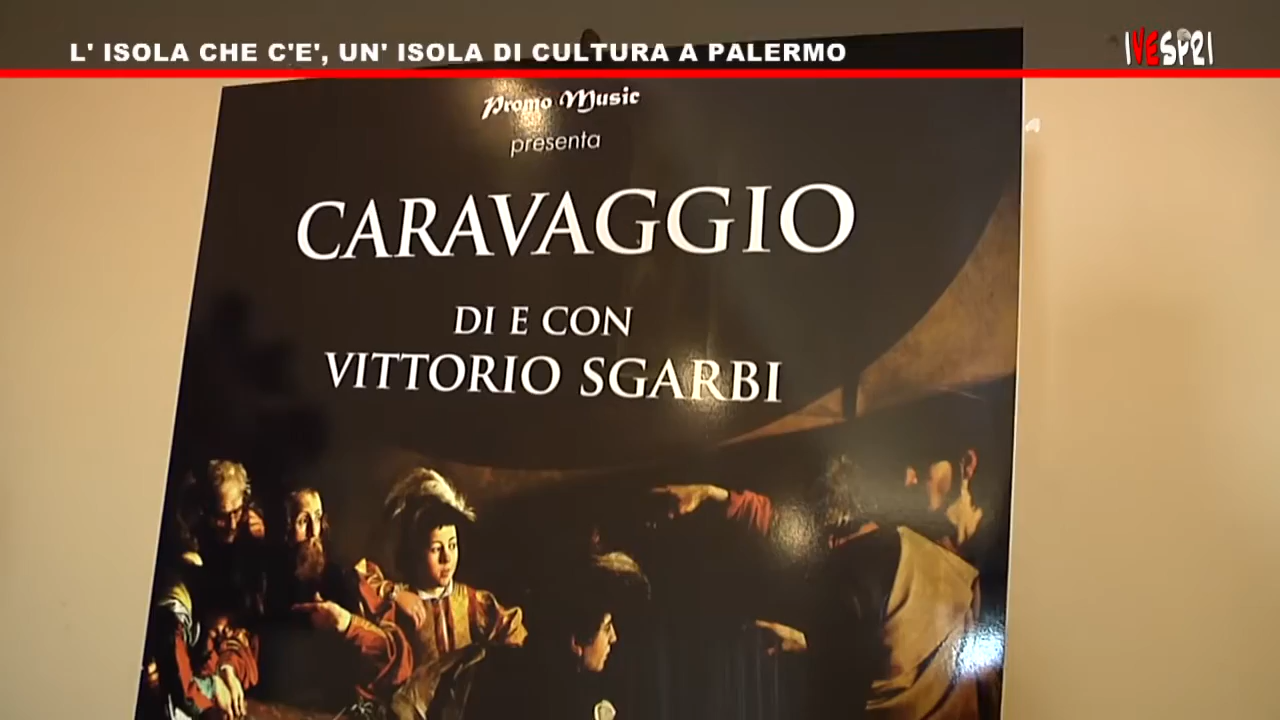 L' ISOLA CHE C'E', UN' ISOLA DI CULTURA A PALERMO
IVESPRI
Promo Music
presenta
CARAVAGGIO
DI E CON
VITTORIO SGARBI